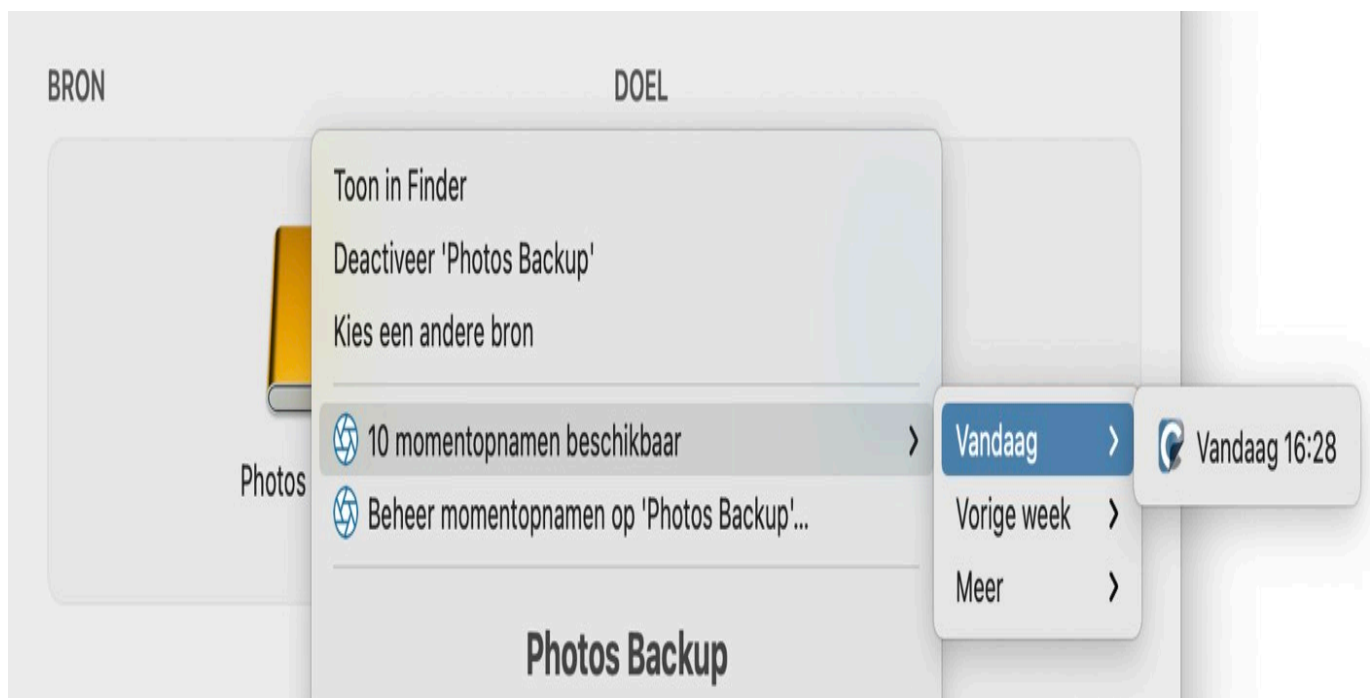 BRON
DOEL
Toon in Finder
Deactiveer 'Photos Backup'
Kies een andere bron
10 momentopnamen beschikbaar
Vandaag
Vandaag 16:28
Photos
Beheer momentopnamen op 'Photos Backup'...
Vorige week
Meer
Photos Backup